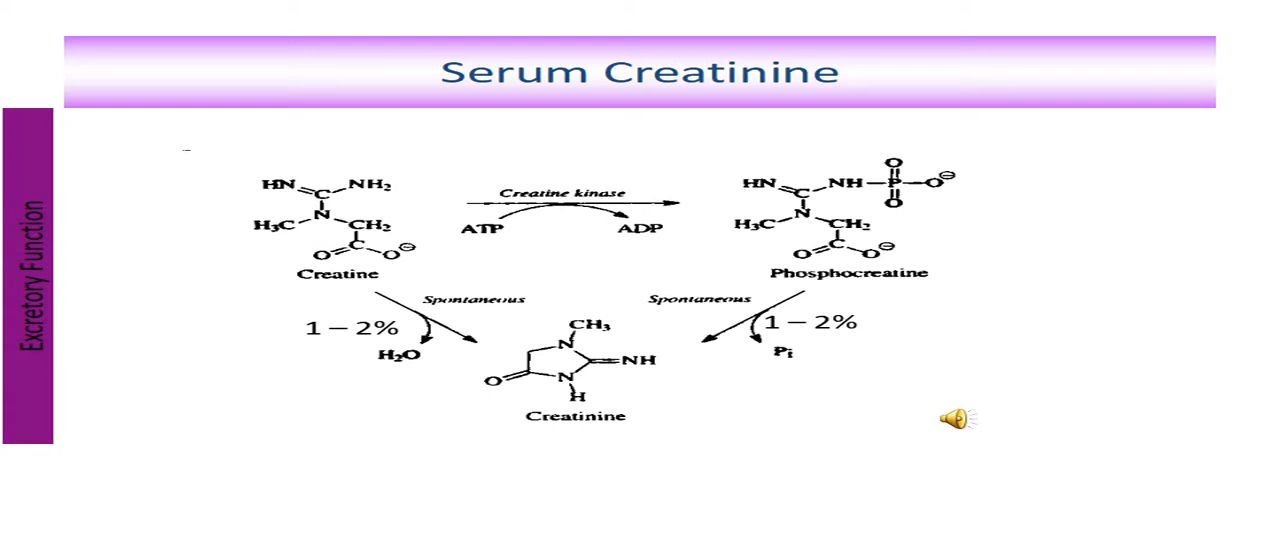 Serum Creatinine
Excretory Function
HN NH₂
C
N
H₃C CH₂
C
O O⊖
Creatine
Creatine kinase
ATP ADP
O
HN NH P O⊖
C O
N
H₃C CH₂
C
O O⊖
Phosphocreatine
Spontaneous
1 – 2%
H₂O
Spontaneous
1 – 2%
Pi
CH₃
N
NH
O N
H
Creatinine